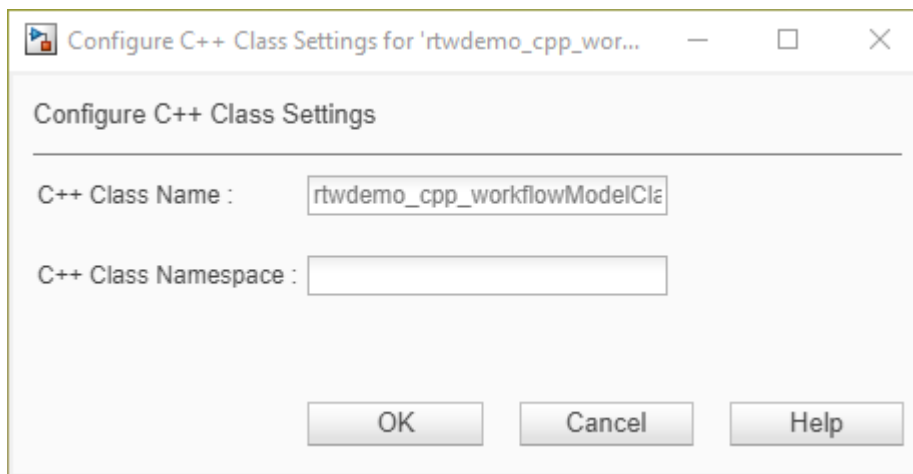 Configure C++ Class Settings for 'rtwdemo_cpp_wor...
Configure C++ Class Settings
C++ Class Name : rtwdemo_cpp_workflowModelCla
C++ Class Namespace :
OK Cancel Help